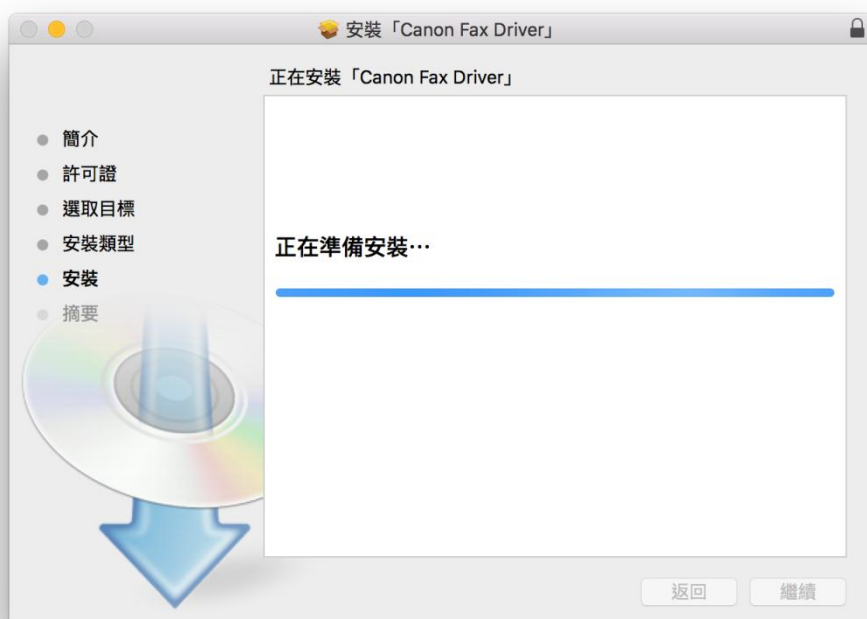 安裝「Canon Fax Driver」
正在安裝「Canon Fax Driver」
簡介
許可證
選取目標
安裝類型
安裝
摘要
正在準備安裝⋯
返回
繼續